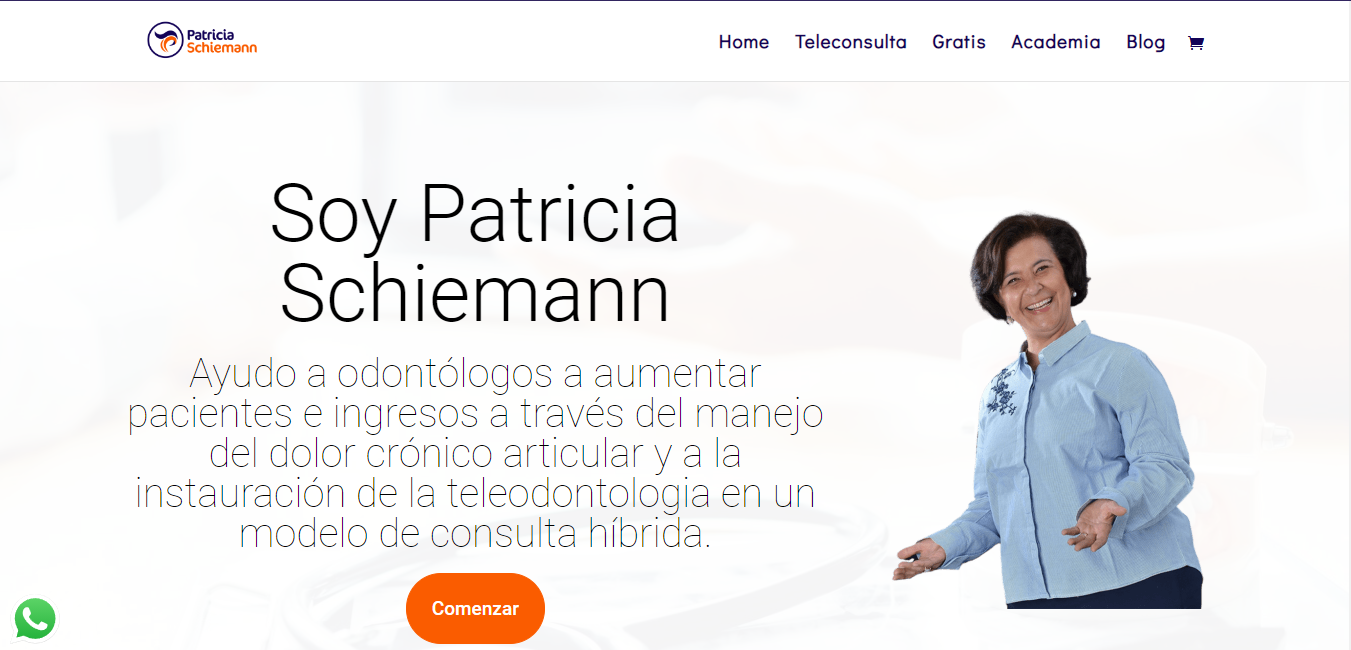 Patricia
Schiemann
Home Teleconsulta Gratis Academia Blog
Soy Patricia
Schiemann
Ayudo a odontólogos a aumentar
pacientes e ingresos a través del manejo
del dolor crónico articular y a la
instauración de la teleodontologia en un
modelo de consulta híbrida.
Comenzar